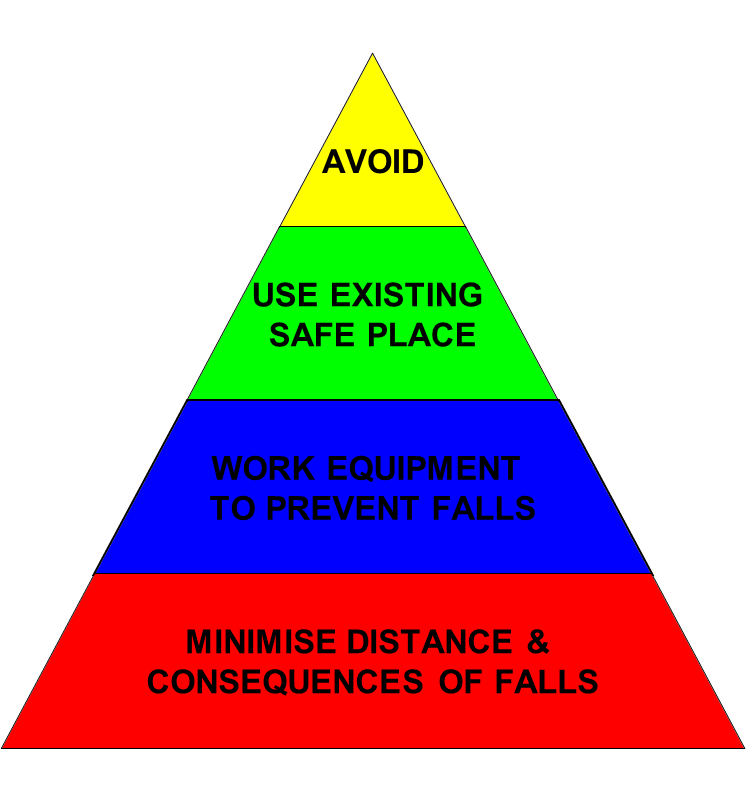 AVOID
USE EXISTING
SAFE PLACE
WORK EQUIPMENT
TO PREVENT FALLS
MINIMISE DISTANCE &
CONSEQUENCES OF FALLS